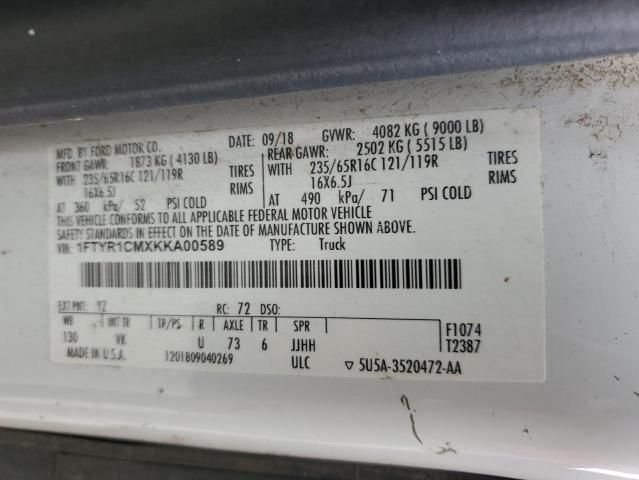 MFD. BY FORD MOTOR CO.
DATE: 09/18 GVWR: 4082 KG ( 9000 LB)
FRONT GAWR: 1873 KG ( 4130 LB)
REAR GAWR: 2502 KG ( 5515 LB)
WITH 235/65R16C 121/119R TIRES
WITH 235/65R16C 121/119R TIRES
16X6.5J RIMS
16X6.5J RIMS
AT 360 kPa/ 52 PSI COLD
AT 490 kPa/ 71 PSI COLD
THIS VEHICLE CONFORMS TO ALL APPLICABLE FEDERAL MOTOR VEHICLE
SAFETY STANDARDS IN EFFECT ON THE DATE OF MANUFACTURE SHOWN ABOVE.
VIN: 1FTYR1CMXKKA00589 TYPE: Truck
EXT PNT: YZ RC: 72 DSO:
WB INT TR TP/PS R AXLE TR SPR F1074
130 VK U 73 6 JJHH T2387
MADE IN U.S.A. 1201809040269 ULC ▽ 5U5A-3520472-AA